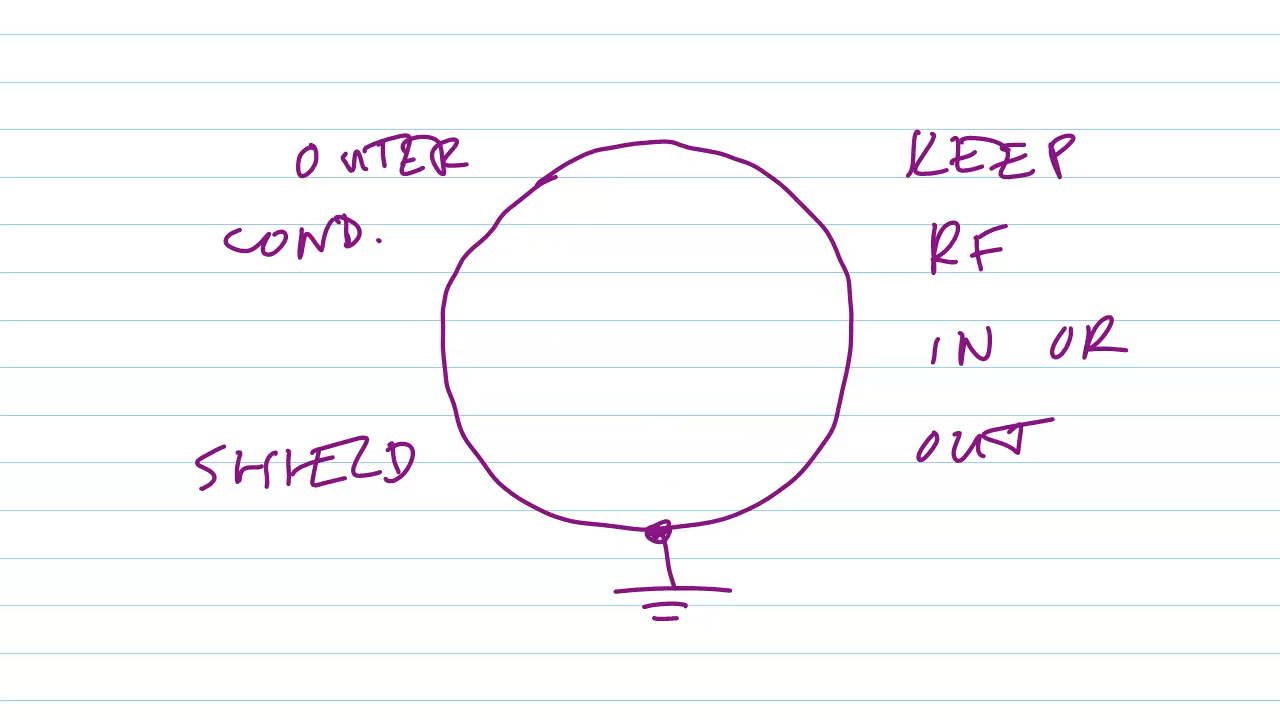 OUTER
COND.
SHIELD
KEEP
RF
IN OR
OUT